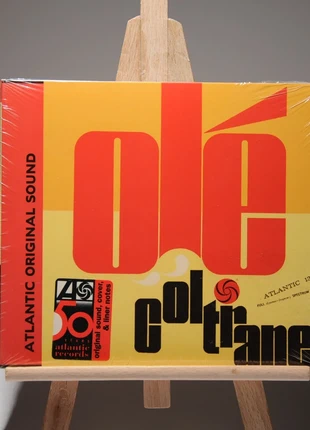 ATLANTIC ORIGINAL SOUND
olé
coltrane
ATLANTIC
50
YEARS
atlantic
records
original sound, cover,
& liner notes